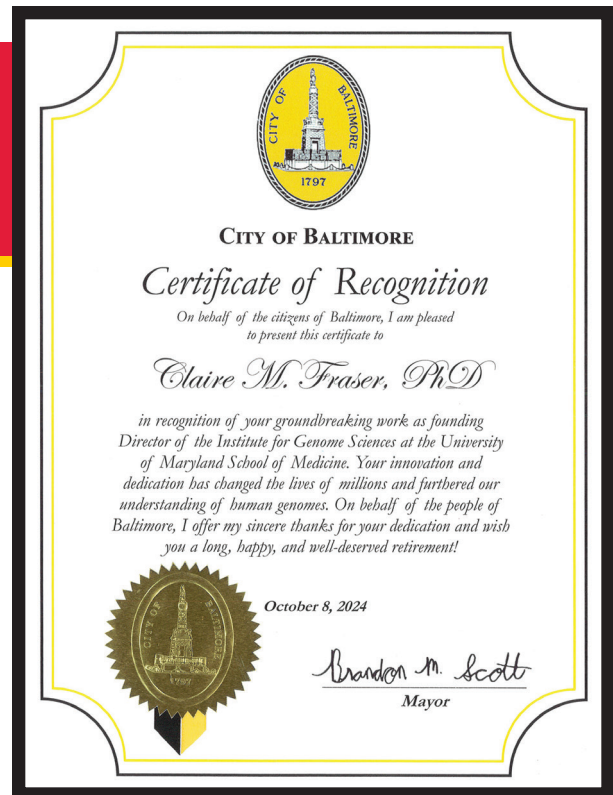 CITY OF BALTIMORE
1797
CITY OF BALTIMORE
Certificate of Recognition
On behalf of the citizens of Baltimore, I am pleased
to present this certificate to
Claire M. Fraser, PhD
in recognition of your groundbreaking work as founding
Director of the Institute for Genome Sciences at the University
of Maryland School of Medicine. Your innovation and
dedication has changed the lives of millions and furthered our
understanding of human genomes. On behalf of the people of
Baltimore, I offer my sincere thanks for your dedication and wish
you a long, happy, and well-deserved retirement!
October 8, 2024
CITY OF BALTIMORE
1797
Brandon M. Scott
Mayor